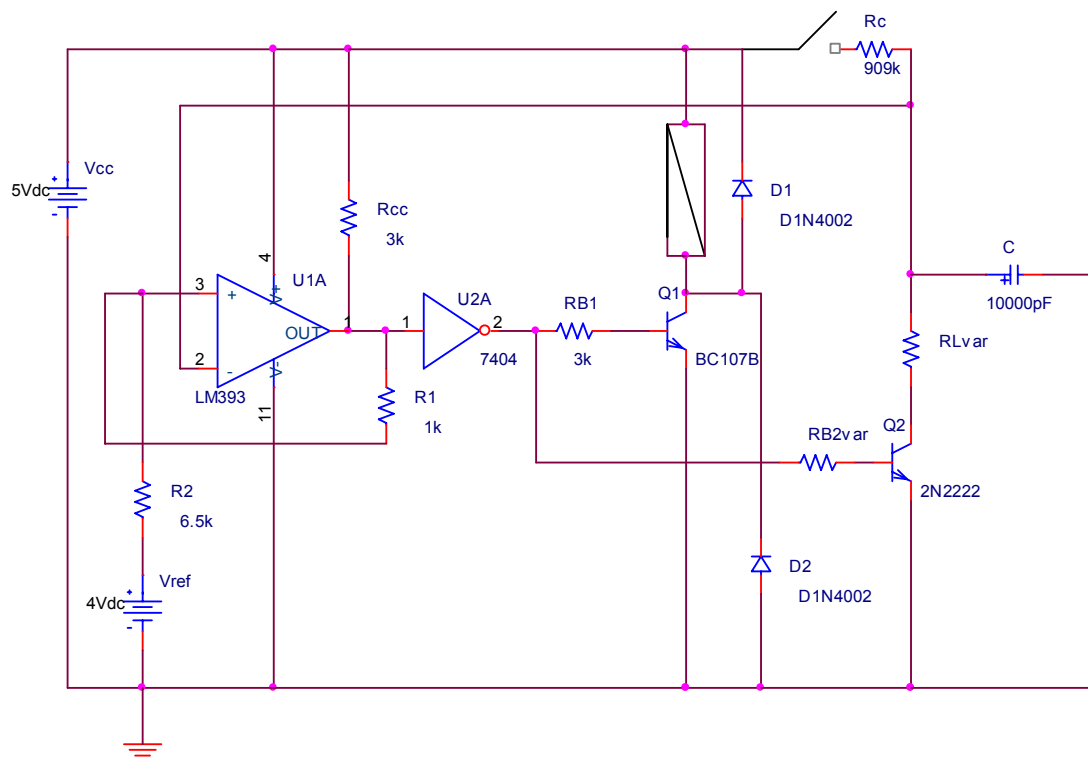 Rc
909k
Vcc
5Vdc
+
-
Rcc
3k
D1
D1N4002
C
+
10000pF
4
3
+
V+
U1A
OUT
1
2
-
V-
LM393
11
U2A
1
2
7404
RB1
3k
Q1
BC107B
RLvar
R1
1k
RB2var
Q2
2N2222
R2
6.5k
Vref
4Vdc
+
-
D2
D1N4002